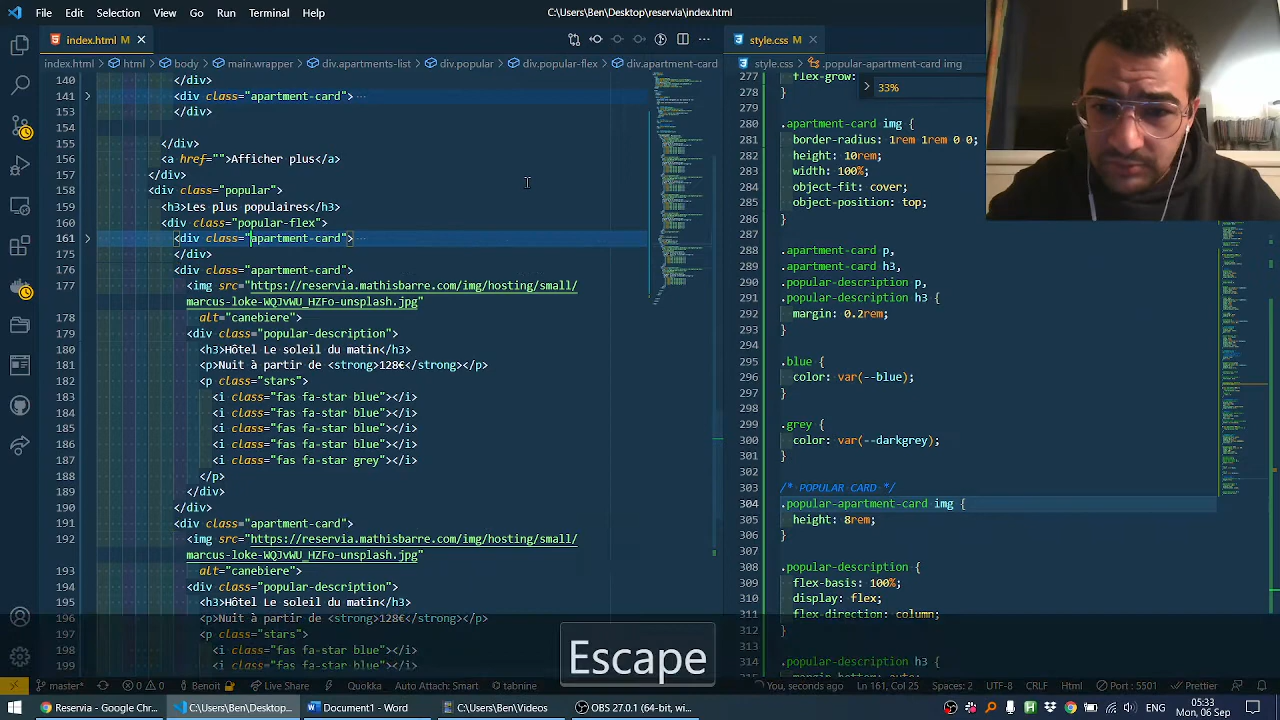 File Edit Selection View Go Run Terminal Help
C:\Users\Ben\Desktop\reservia\index.html
index.html M
style.css M
index.html > html > body > main.wrapper > div.apartments-list > div.popular > div.popular-flex > div.apartment-card
140 </div>
141 <div class="apartment-card"> ...
153 </div>
154
155 </div>
156 <a href="">Afficher plus</a>
157 </div>
158 <div class="popular">
159 <h3>Les plus populaires</h3>
160 <div class="popular-flex">
161 <div class="apartment-card"> ...
175 </div>
176 <div class="apartment-card">
177 <img src="https://reservia.mathisbarre.com/img/hosting/small/
marcus-loke-WQJvWU_HZFo-unsplash.jpg"
178 alt="canebiere">
179 <div class="popular-description">
180 <h3>Hôtel Le soleil du matin</h3>
181 <p>Nuit à partir de <strong>128€</strong></p>
182 <p class="stars">
183 <i class="fas fa-star blue"></i>
184 <i class="fas fa-star blue"></i>
185 <i class="fas fa-star blue"></i>
186 <i class="fas fa-star blue"></i>
187 <i class="fas fa-star grey"></i>
188 </p>
189 </div>
190 </div>
191 <div class="apartment-card">
192 <img src="https://reservia.mathisbarre.com/img/hosting/small/
marcus-loke-WQJvWU_HZFo-unsplash.jpg"
193 alt="canebiere">
194 <div class="popular-description">
195 <h3>Hôtel Le soleil du matin</h3>
196 <p>Nuit à partir de <strong>128€</strong></p>
197 <p class="stars">
198 <i class="fas fa-star blue"></i>
199 <i class="fas fa-star blue"></i>
style.css > .popular-apartment-card img
33%
277 flex-grow:
278 }
279
280 .apartment-card img {
281 border-radius: 1rem 1rem 0 0;
282 height: 10rem;
283 width: 100%;
284 object-fit: cover;
285 object-position: top;
286 }
287
288 .apartment-card p,
289 .apartment-card h3,
290 .popular-description p,
291 .popular-description h3 {
292 margin: 0.2rem;
293 }
294
295 .blue {
296 color: var(--blue);
297 }
298
299 .grey {
300 color: var(--darkgrey);
301 }
302
303 /* POPULAR CARD */
304 .popular-apartment-card img {
305 height: 8rem;
306 }
307
308 .popular-description {
309 flex-basis: 100%;
310 display: flex;
311 flex-direction: column;
312 }
313
314 .popular-description h3 {
Escape
master* 0 0 Benoit Live Share Quokka Auto Attach: Smart tabnine You, seconds ago Ln 161, Col 25 Spaces: 2 UTF-8 CRLF HTML Port : 5501 Prettier
Reservia - Google Chr... C:\Users\Ben\Deskto... Document1 - Word C:\Users\Ben\Videos OBS 27.0.1 (64-bit, wi... ENG 05:33 Mon, 06 Sep